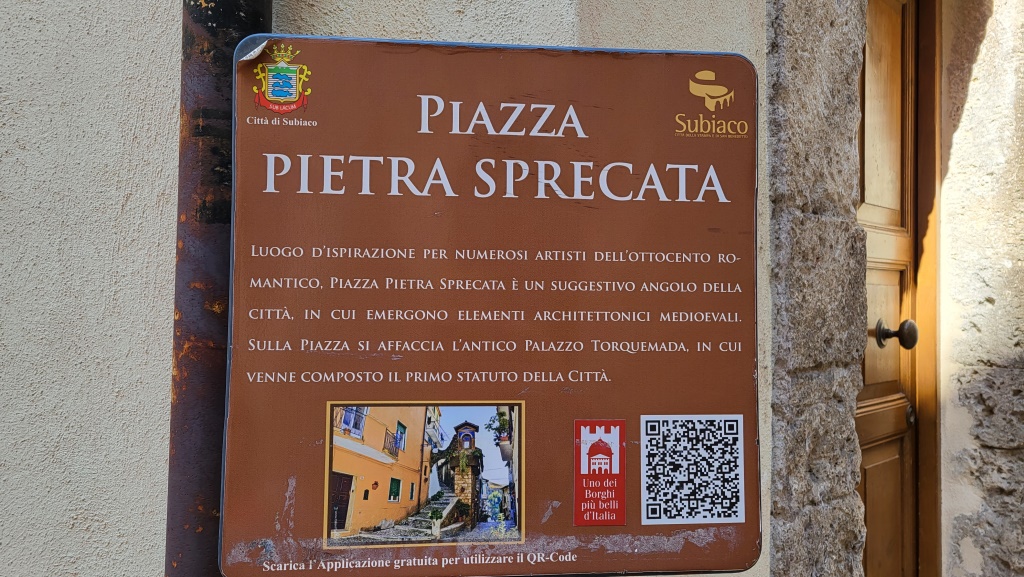 SUB LACUM
Città di Subiaco
Subiaco
PIAZZA
PIETRA SPRECATA
LUOGO D'ISPIRAZIONE PER NUMEROSI ARTISTI DELL'OTTOCENTO RO-
MANTICO, PIAZZA PIETRA SPRECATA È UN SUGGESTIVO ANGOLO DELLA
CITTÀ, IN CUI EMERGONO ELEMENTI ARCHITETTONICI MEDIOEVALI.
SULLA PIAZZA SI AFFACCIA L'ANTICO PALAZZO TORQUEMADA, IN CUI
VENNE COMPOSTO IL PRIMO STATUTO DELLA CITTÀ.
Uno dei
Borghi
più belli
d'Italia
Scarica l'Applicazione gratuita per utilizzare il QR-Code